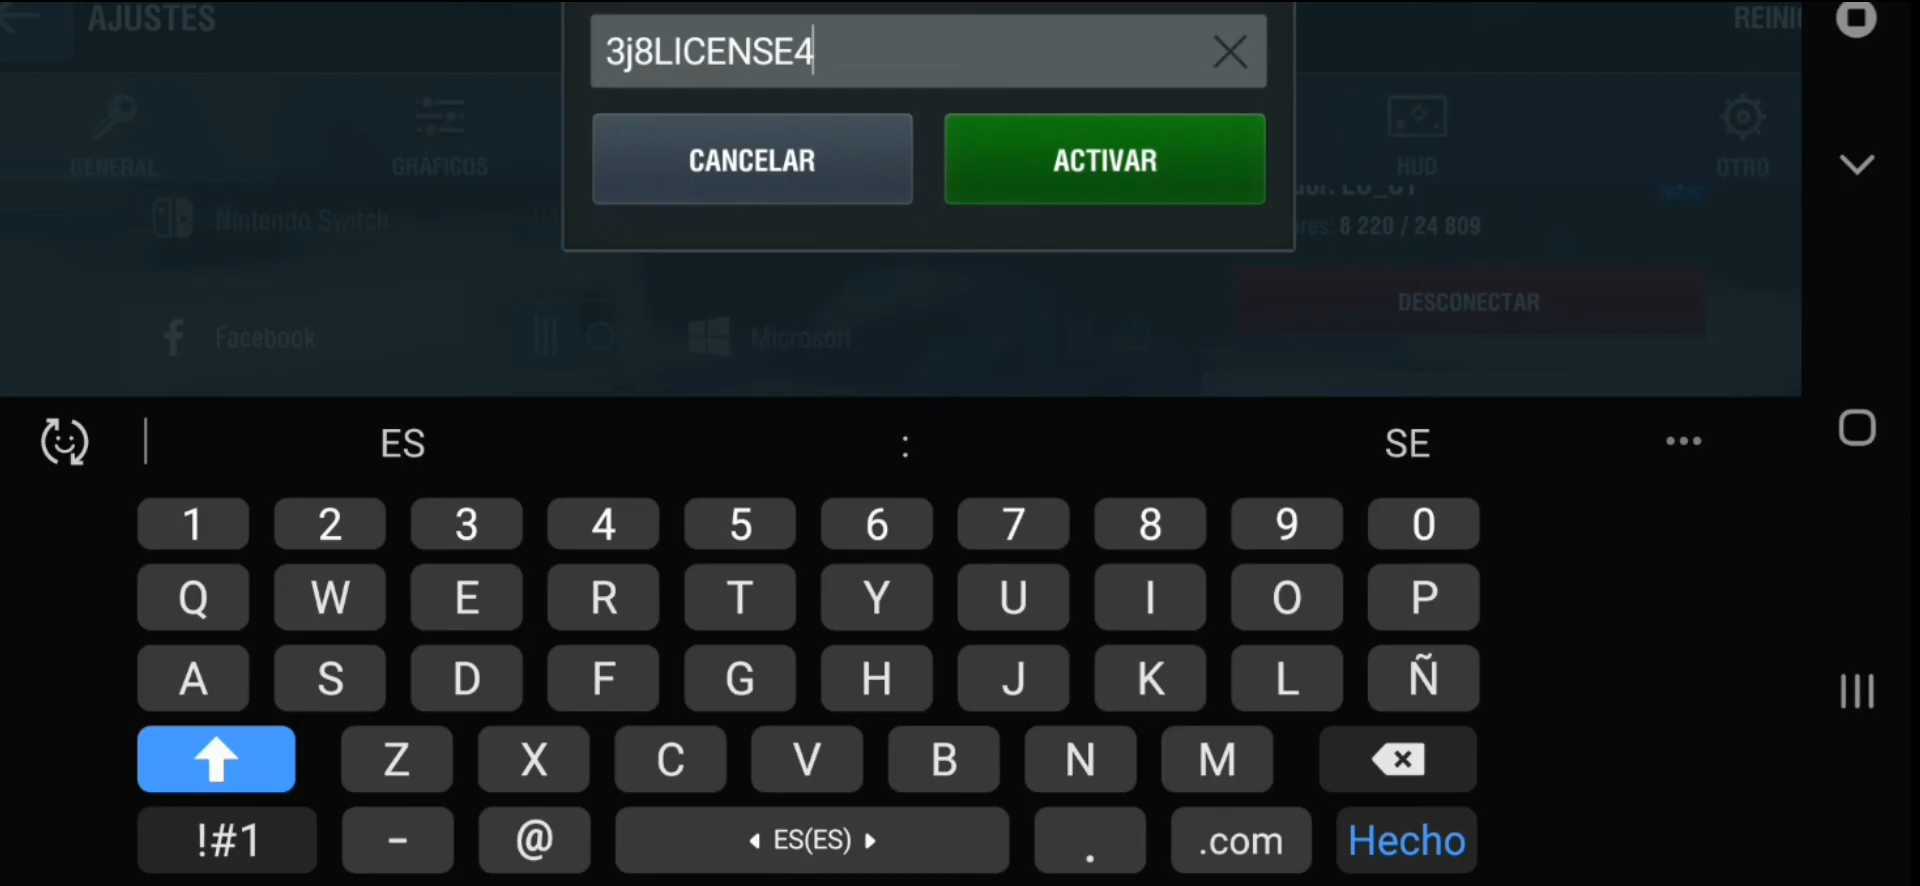 AJUSTES
REINI
3j8LICENSE4
CANCELAR
ACTIVAR
GENERAL
GRÁFICOS
HUD
OTRO
Nintendo Switch
8 220 / 24 809
DESCONECTAR
Facebook
Microsoft
ES
:
SE
1 2 3 4 5 6 7 8 9 0
Q W E R T Y U I O P
A S D F G H J K L Ñ
Z X C V B N M
!#1 - @ ES(ES) . .com Hecho